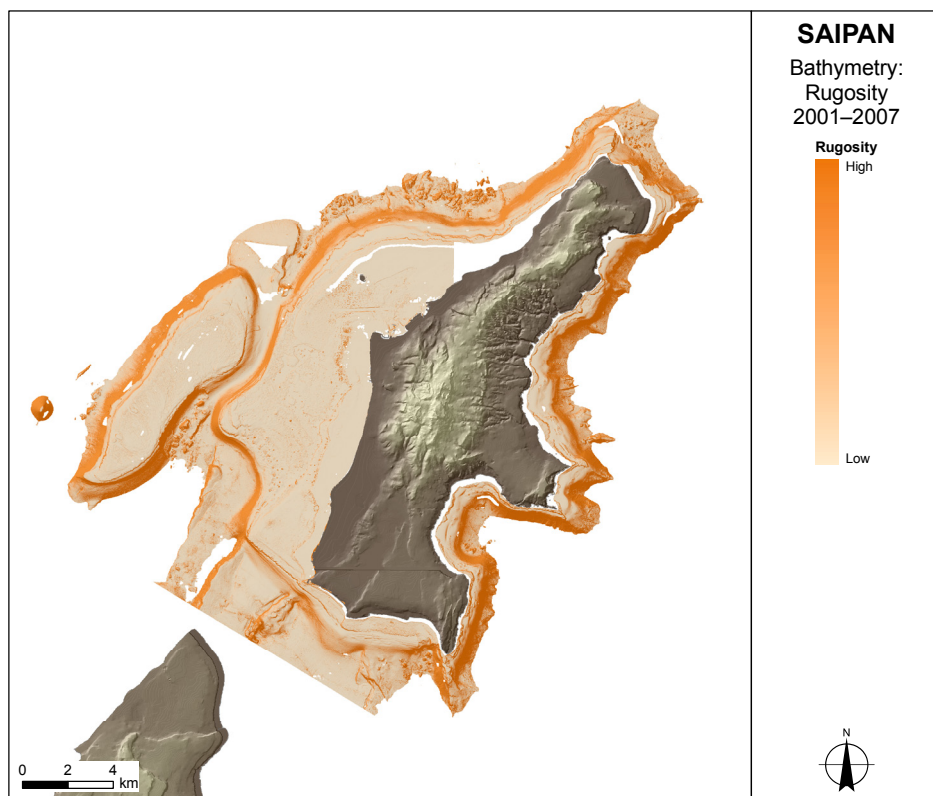 SAIPAN
Bathymetry:
Rugosity
2001–2007
Rugosity
High
Low
N
0 2 4
km